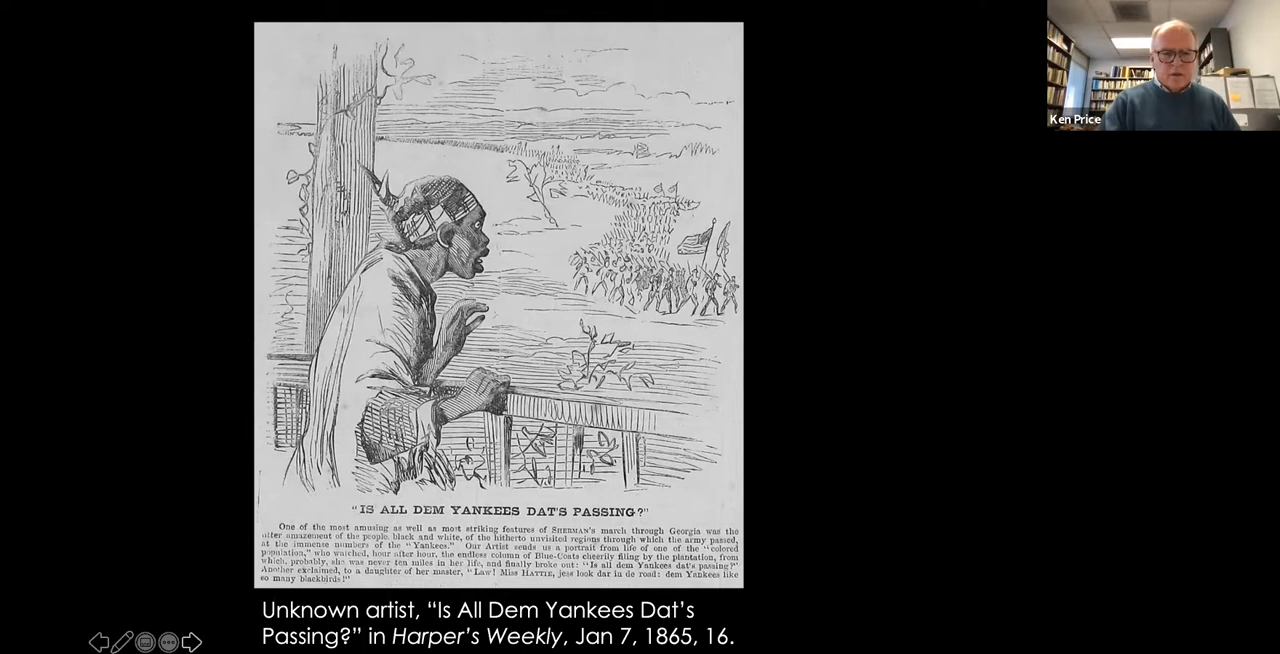 Ken Price
"IS ALL DEM YANKEES DAT'S PASSING?"
One of the most amusing as well as most striking features of SHERMAN's march through Georgia was the
utter amazement of the people, black and white, of the hitherto unvisited regions through which the army passed,
at the immense numbers of the "Yankees." Our Artist sends us a portrait from life of one of the "colored
population," who watched, hour after hour, the endless column of Blue-Coats cheerily filing by the plantation, from
which, probably, she was never ten miles in her life, and finally broke out: "Is all dem Yankees dat's passing?"
Another exclaimed, to a daughter of her master, "Law! Miss HATTIE, jess look dar in de road: dem Yankees like
so many blackbirds!"
Unknown artist, "Is All Dem Yankees Dat's
Passing?" in Harper's Weekly, Jan 7, 1865, 16.